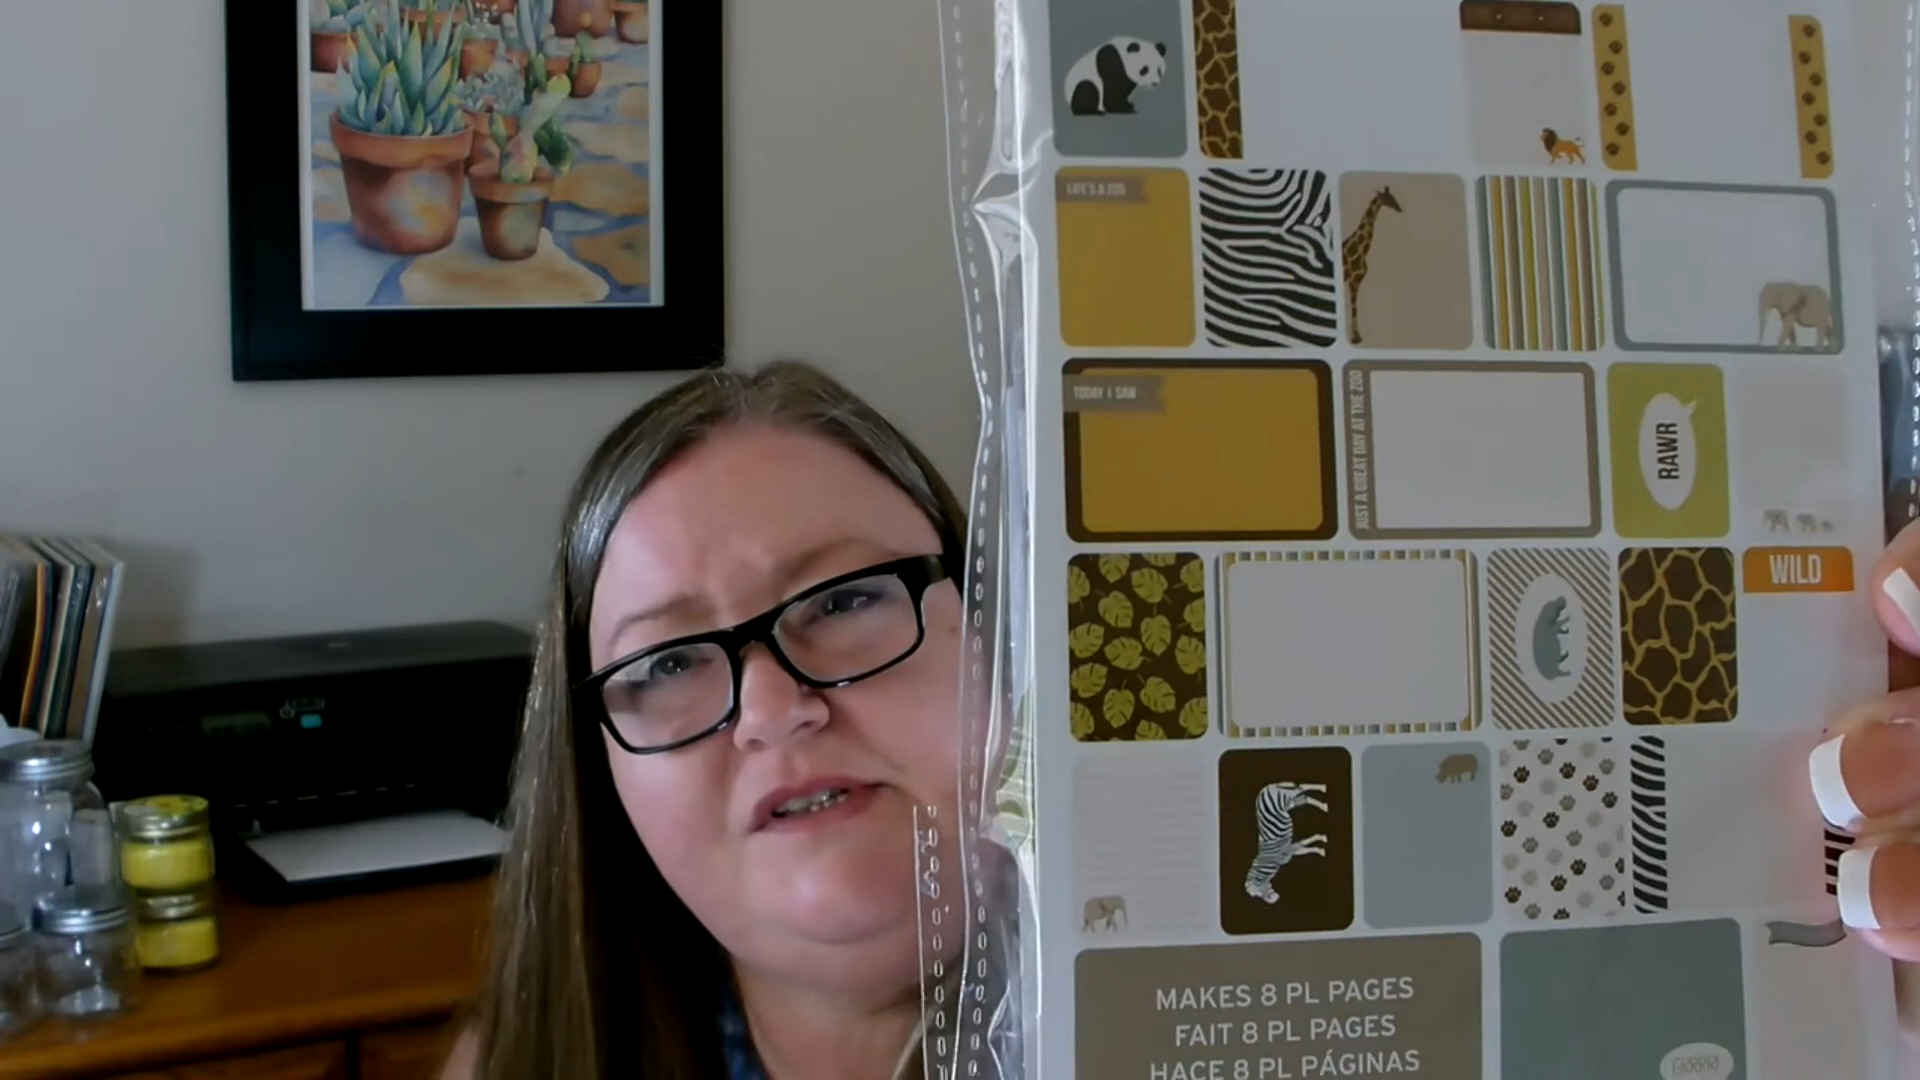 LIFE'S A ZOO
TODAY I SAW
JUST A GREAT DAY AT THE ZOO
RAWR
WILD
MAKES 8 PL PAGES
FAIT 8 PL PAGES
HACE 8 PL PÁGINAS